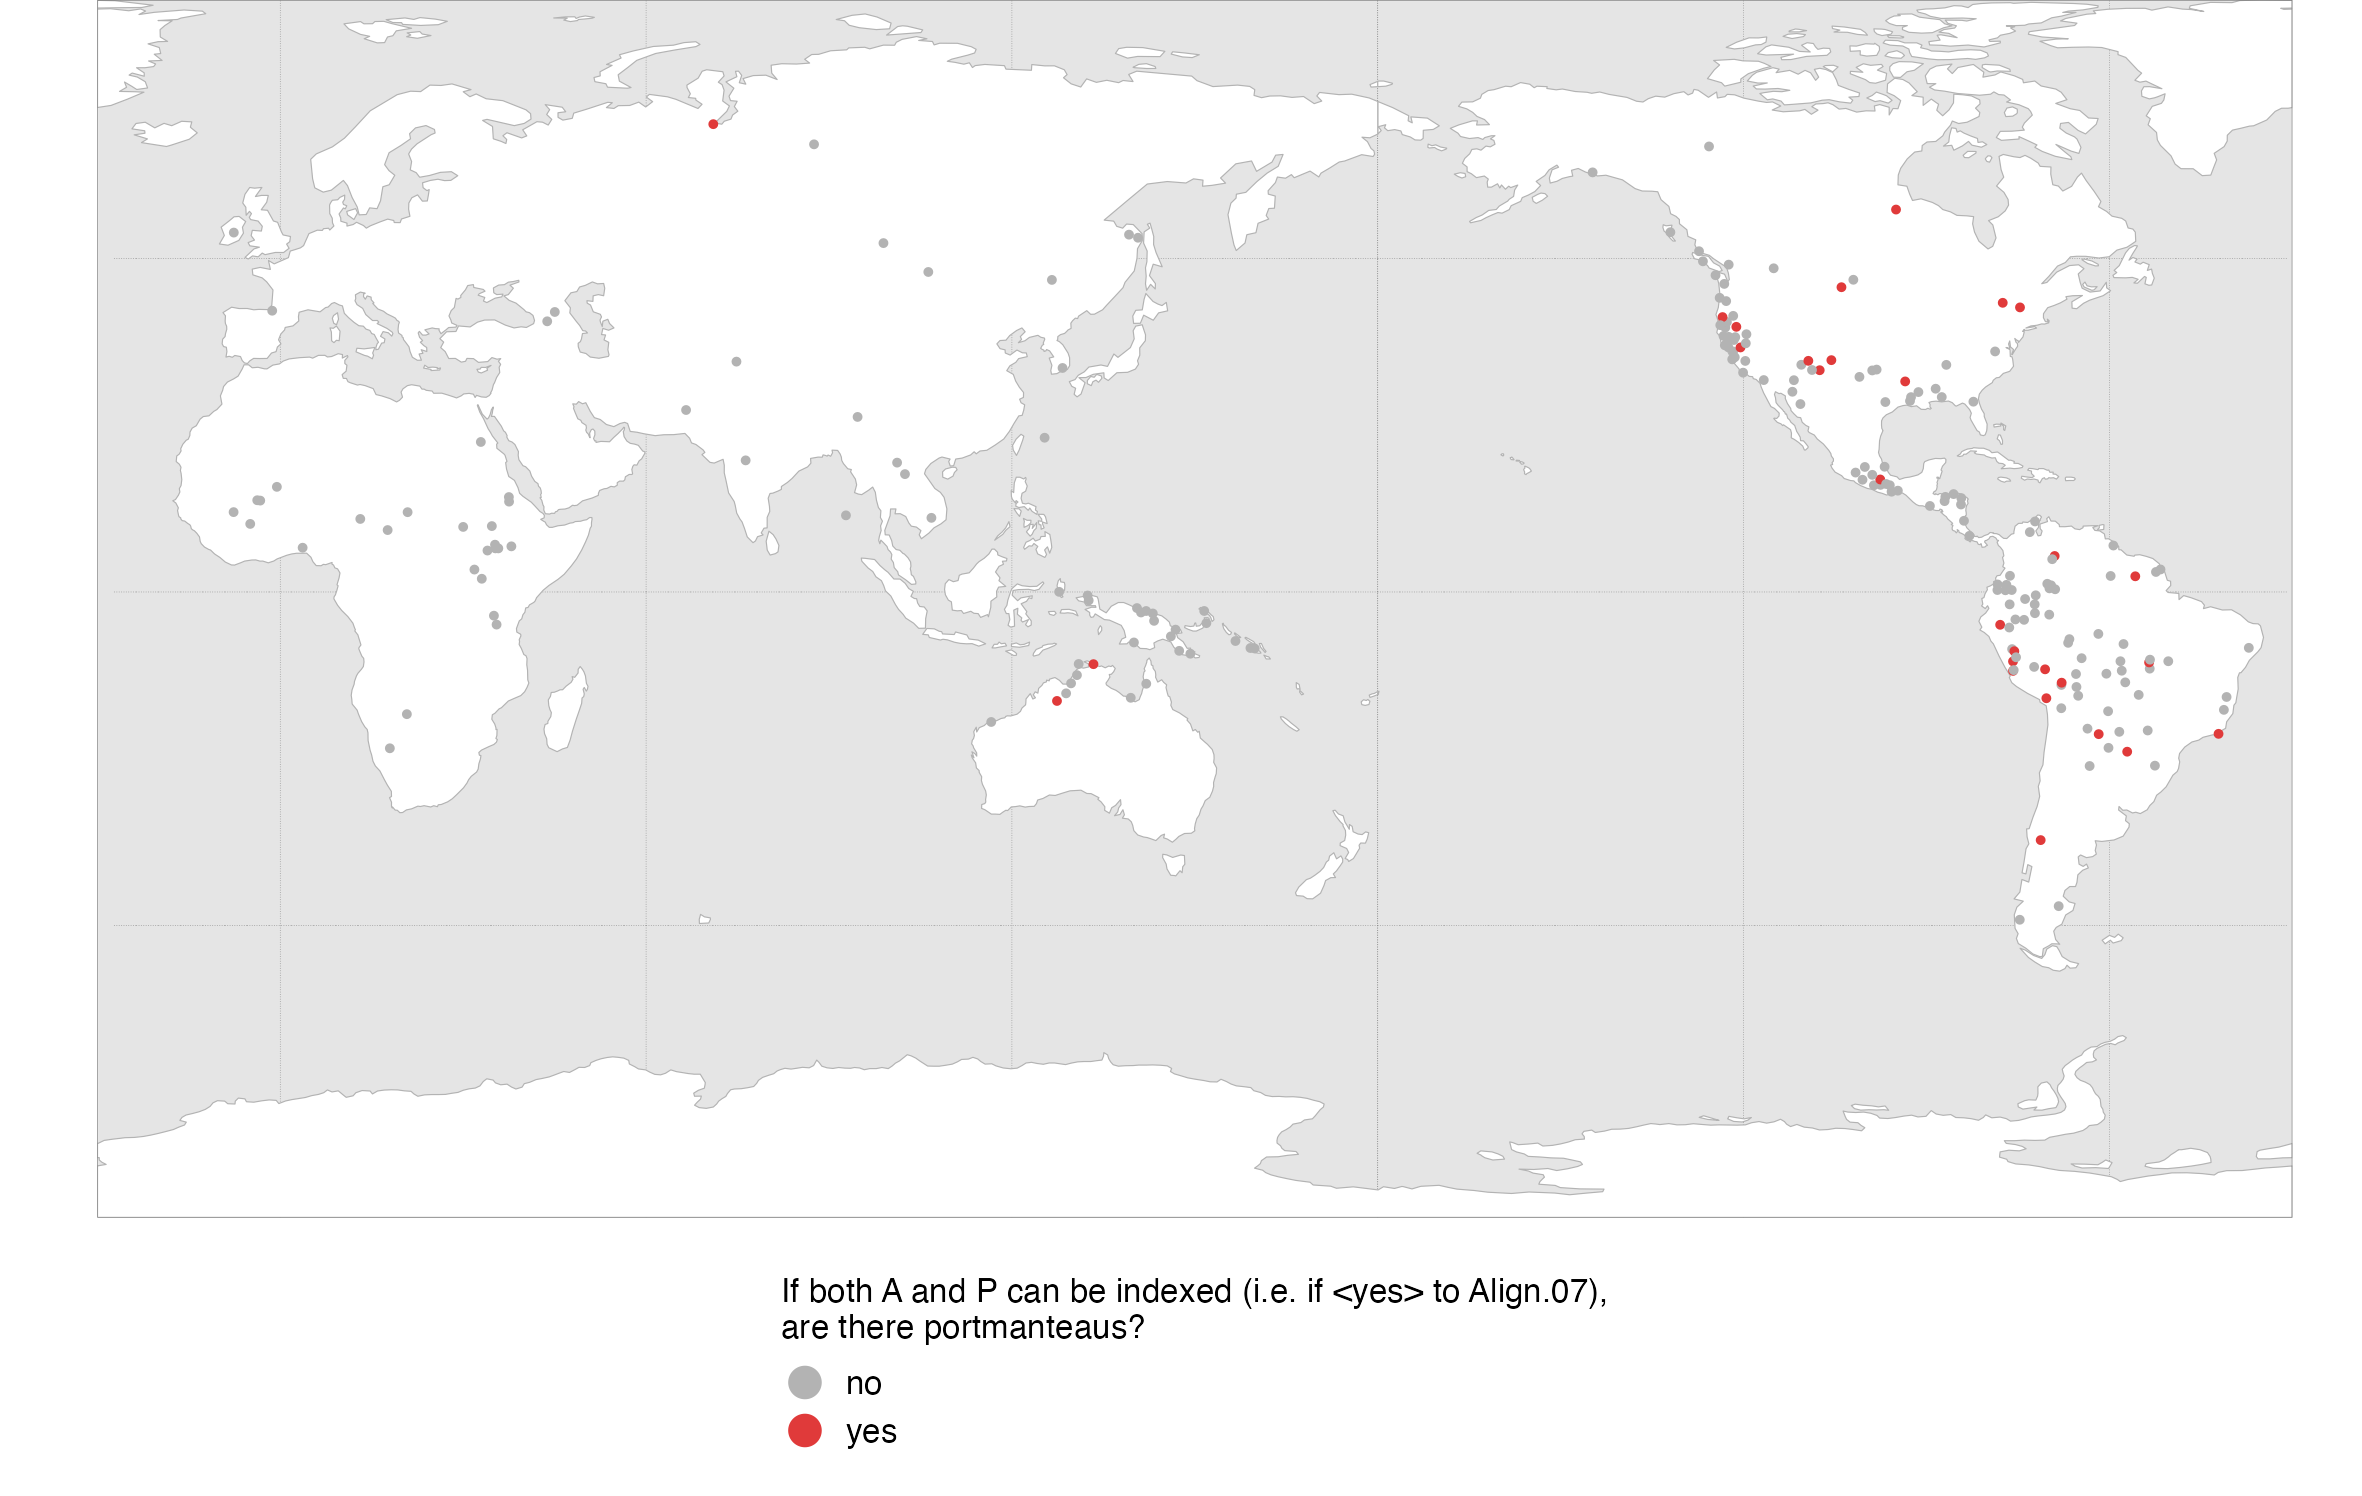 If both A and P can be indexed (i.e. if <yes> to Align.07),
are there portmanteaus?
no
yes